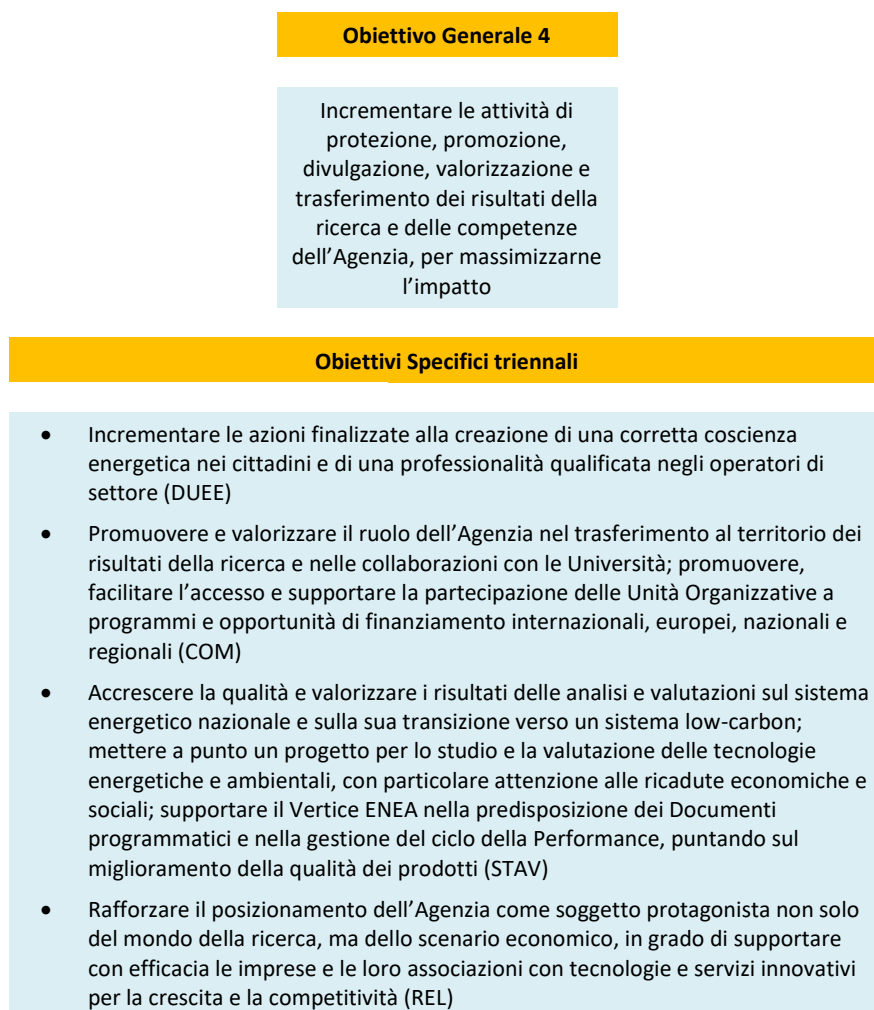 Obiettivo Generale 4
Incrementare le attività di
protezione, promozione,
divulgazione, valorizzazione e
trasferimento dei risultati della
ricerca e delle competenze
dell’Agenzia, per massimizzarne
l’impatto
Obiettivi Specifici triennali
• Incrementare le azioni finalizzate alla creazione di una corretta coscienza
energetica nei cittadini e di una professionalità qualificata negli operatori di
settore (DUEE)
• Promuovere e valorizzare il ruolo dell’Agenzia nel trasferimento al territorio dei
risultati della ricerca e nelle collaborazioni con le Università; promuovere,
facilitare l’accesso e supportare la partecipazione delle Unità Organizzative a
programmi e opportunità di finanziamento internazionali, europei, nazionali e
regionali (COM)
• Accrescere la qualità e valorizzare i risultati delle analisi e valutazioni sul sistema
energetico nazionale e sulla sua transizione verso un sistema low-carbon;
mettere a punto un progetto per lo studio e la valutazione delle tecnologie
energetiche e ambientali, con particolare attenzione alle ricadute economiche e
sociali; supportare il Vertice ENEA nella predisposizione dei Documenti
programmatici e nella gestione del ciclo della Performance, puntando sul
miglioramento della qualità dei prodotti (STAV)
• Rafforzare il posizionamento dell’Agenzia come soggetto protagonista non solo
del mondo della ricerca, ma dello scenario economico, in grado di supportare
con efficacia le imprese e le loro associazioni con tecnologie e servizi innovativi
per la crescita e la competitività (REL)